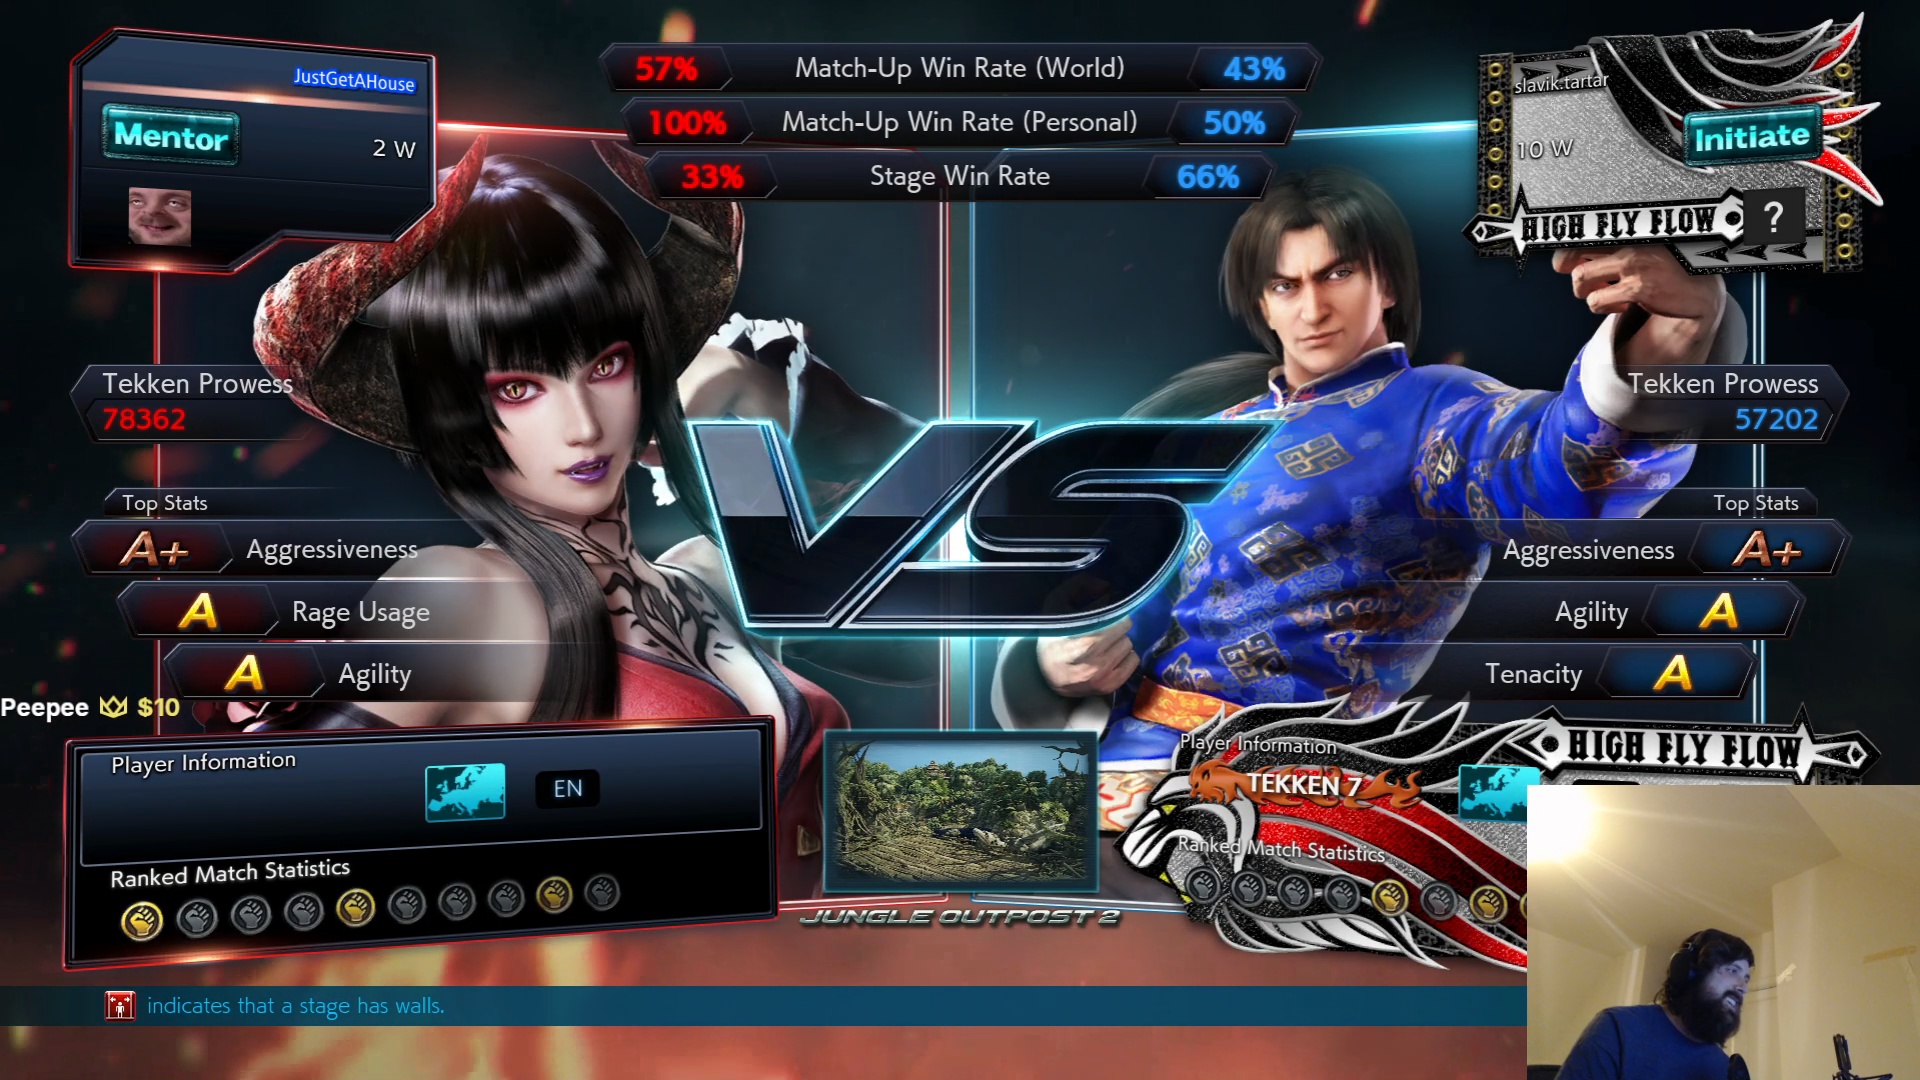 JustGetAHouse
Mentor
2 W
57% Match-Up Win Rate (World) 43%
100% Match-Up Win Rate (Personal) 50%
33% Stage Win Rate 66%
slavik.tartar
Initiate
10 W
HIGH FLY FLOW
?
Tekken Prowess
78362
Tekken Prowess
57202
VS
Top Stats
A+ Aggressiveness
A Rage Usage
A Agility
Top Stats
Aggressiveness A+
Agility A
Tenacity A
Peepee $10
Player Information
EN
Ranked Match Statistics
JUNGLE OUTPOST 2
HIGH FLY FLOW
Player Information
TEKKEN 7
Ranked Match Statistics
indicates that a stage has walls.